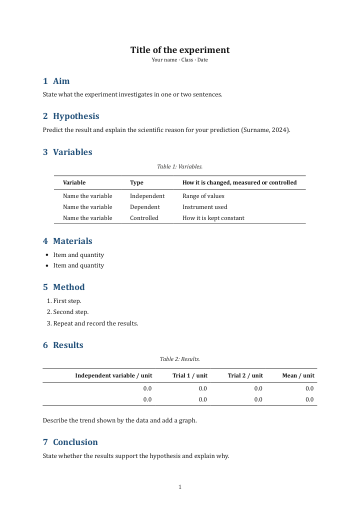 Title of the experiment
Your name · Class · Date
1 Aim
State what the experiment investigates in one or two sentences.
2 Hypothesis
Predict the result and explain the scientific reason for your prediction (Surname, 2024).
3 Variables
Table 1: Variables.
Variable Type How it is changed, measured or controlled
Name the variable Independent Range of values
Name the variable Dependent Instrument used
Name the variable Controlled How it is kept constant
4 Materials
• Item and quantity
• Item and quantity
5 Method
1. First step.
2. Second step.
3. Repeat and record the results.
6 Results
Table 2: Results.
Independent variable / unit Trial 1 / unit Trial 2 / unit Mean / unit
0.0 0.0 0.0 0.0
0.0 0.0 0.0 0.0
Describe the trend shown by the data and add a graph.
7 Conclusion
State whether the results support the hypothesis and explain why.
1